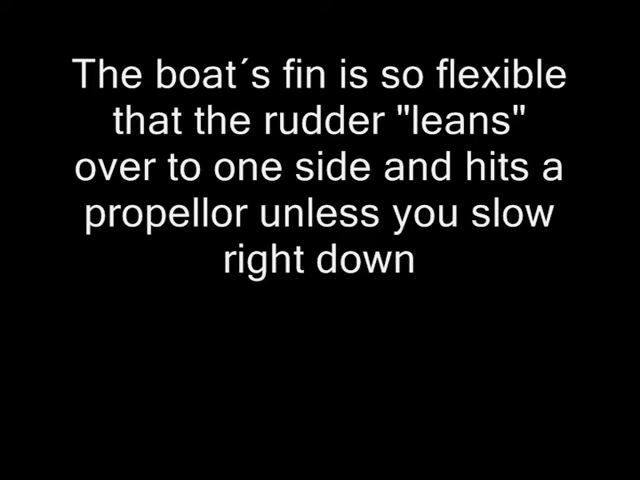 The boat´s fin is so flexible
that the rudder "leans"
over to one side and hits a
propellor unless you slow
right down